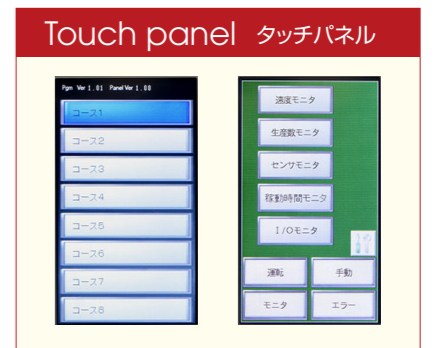 Touch panel タッチパネル
Pgm Ver 1.01 Panel Ver 1.00
コース1
コース2
コース3
コース4
コース5
コース6
コース7
コース8
速度モニタ
生産数モニタ
センサモニタ
稼動時間モニタ
I/Oモニタ
運転
手動
モニタ
エラー